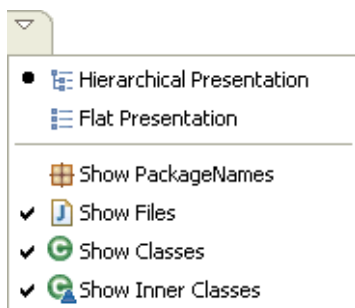 Hierarchical Presentation
Flat Presentation
Show PackageNames
Show Files
Show Classes
Show Inner Classes